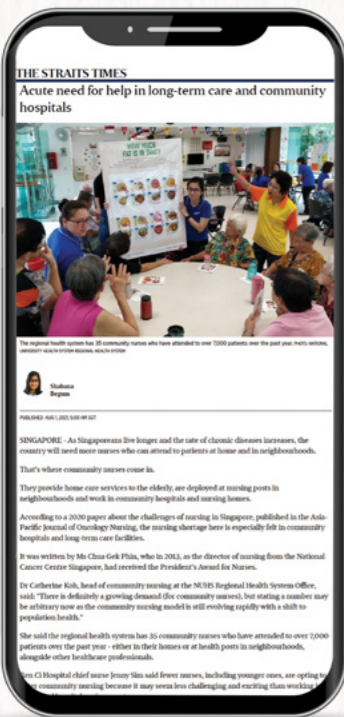 THE STRAITS TIMES
Acute need for help in long-term care and community
hospitals
HOW MUCH
FAT IS IN
The regional health system has 35 community nurses who have attended to over 7,000 patients over the past year. PHOTO: NATIONAL
UNIVERSITY HEALTH SYSTEM REGIONAL HEALTH SYSTEM
Shabana
Begum
PUBLISHED AUG 1, 2021, 5:00 AM SGT
SINGAPORE - As Singaporeans live longer and the rate of chronic diseases increases, the
country will need more nurses who can attend to patients at home and in neighbourhoods.
That's where community nurses come in.
They provide home care services to the elderly, are deployed at nursing posts in
neighbourhoods and work in community hospitals and nursing homes.
According to a 2020 paper about the challenges of nursing in Singapore, published in the Asia-
Pacific Journal of Oncology Nursing, the nursing shortage here is especially felt in community
hospitals and long-term care facilities.
It was written by Ms Chua Gek Phin, who in 2013, as the director of nursing from the National
Cancer Centre Singapore, had received the President's Award for Nurses.
Dr Catherine Koh, head of community nursing at the NUHS Regional Health System Office,
said: "There is definitely a growing demand (for community nurses), but stating a number may
be arbitrary now as the community nursing model is still evolving rapidly with a shift to
population health."
She said the regional health system has 35 community nurses who have attended to over 7,000
patients over the past year - either in their homes or at health posts in neighbourhoods,
alongside other healthcare professionals.
Ren Ci Hospital chief nurse Jenny Sim said fewer nurses, including younger ones, are opting to
community nursing because it may seem less challenging and exciting than working